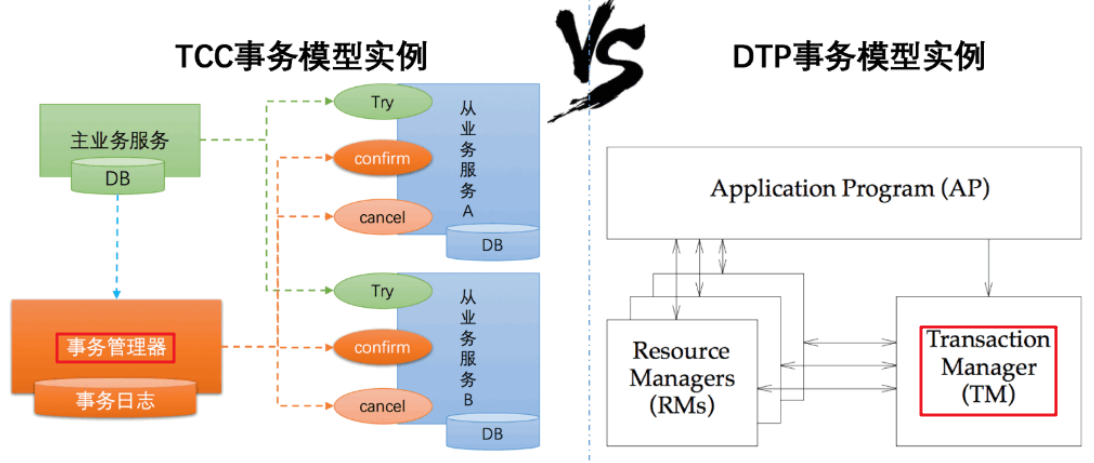 TCC事务模型实例
VS
DTP事务模型实例
主业务服务
DB
事务管理器
事务日志
Try
confirm
cancel
从业务服务A
DB
Try
confirm
cancel
从业务服务B
DB
Application Program (AP)
Resource
Managers
(RMs)
Transaction
Manager
(TM)